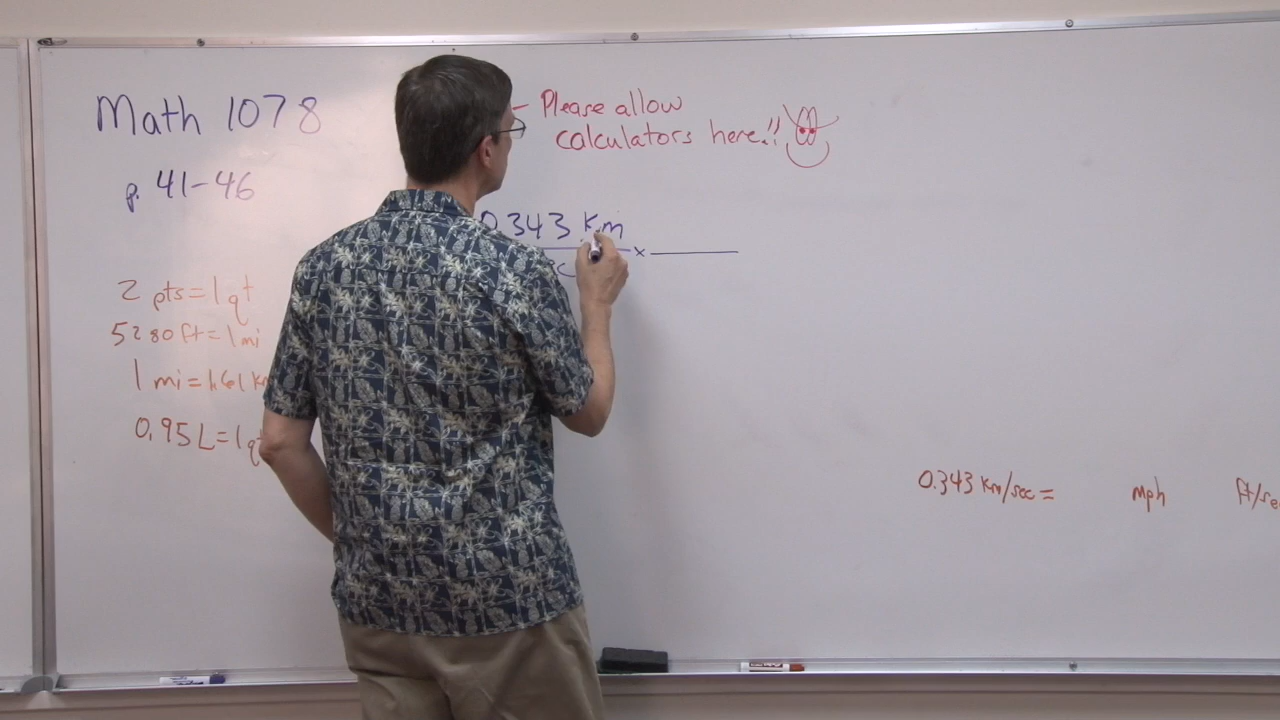 Math 1078
p. 41-46
2 pts = 1 qt
5280 ft = 1 mi
1 mi = 1.61 km
0.95 L = 1 qt
- Please allow
calculators here!!
0.343 Km
×
0.343 Km/sec = mph ft/sec